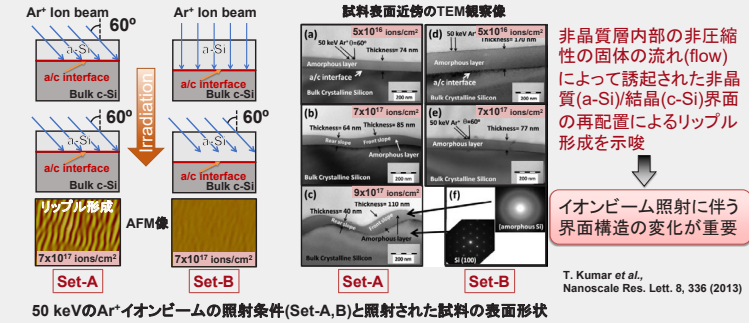 Ar⁺ Ion beam
60º
a-Si
a/c interface
Bulk c-Si
Ar⁺ Ion beam
a-Si
a/c interface
Bulk c-Si
Irradiation
60º
a-Si
Bulk c-Si
60º
a-Si
Bulk c-Si
リップル形成
7x10¹⁷ ions/cm²
AFM像
7x10¹⁷ ions/cm²
Set-A
Set-B
試料表面近傍のTEM観察像
(a)
5x10¹⁶ ions/cm²
50 keV Ar⁺ Θ=60°
Thickness= 74 nm
Amorphous layer
a/c interface
Bulk Crystalline Silicon
200 nm
(d)
5x10¹⁶ ions/cm²
50 keV Ar⁺
Thickness= 170 nm
Amorphous layer
a/c interface
Bulk Crystalline Silicon
200 nm
(b)
7x10¹⁷ ions/cm²
Thickness= 64 nm
Thickness= 85 nm
Rear slope
Front slope
Amorphous layer
Bulk Crystalline Silicon
200 nm
(e)
7x10¹⁷ ions/cm²
50 keV Ar⁺ Θ=60°
Thickness= 77 nm
Amorphous layer
Bulk Crystalline Silicon
200 nm
(c)
9x10¹⁷ ions/cm²
Thickness= 110 nm
Thickness= 40 nm
Rear slope
Front slope
Amorphous layer
Bulk Crystalline Silicon
200 nm
(f)
(amorphous Si)
Si (100)
Set-A
Set-B
非晶質層内部の非圧縮
性の固体の流れ(flow)
によって誘起された非晶
質(a-Si)/結晶(c-Si)界面
の再配置によるリップル
形成を示唆
イオンビーム照射に伴う
界面構造の変化が重要
T. Kumar et al.,
Nanoscale Res. Lett. 8, 336 (2013)
50 keVのAr⁺イオンビームの照射条件(Set-A,B)と照射された試料の表面形状